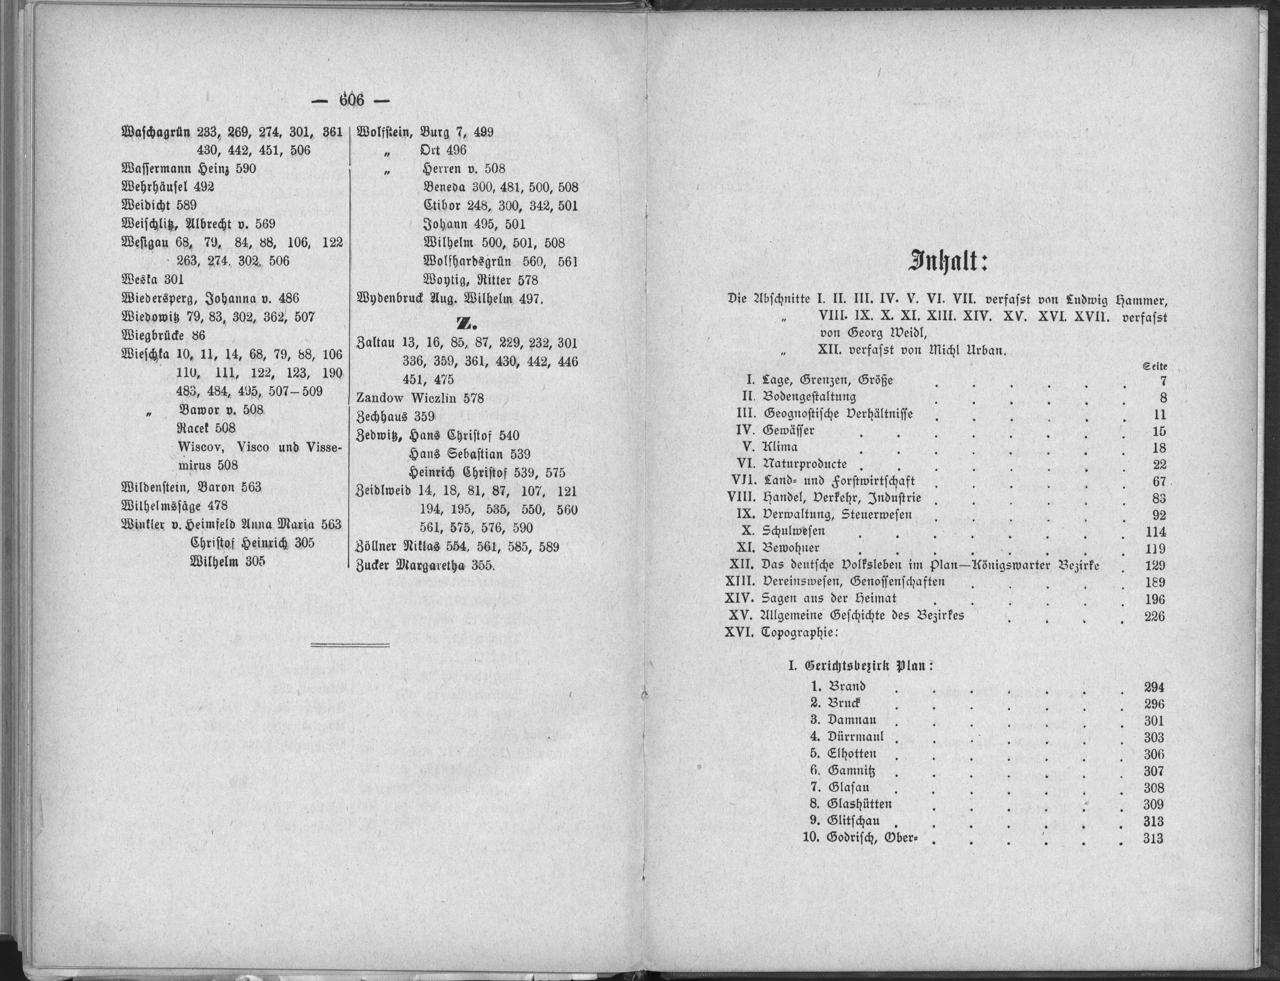 — 606 —
Waschagrün 233, 269, 274, 301, 361
430, 442, 451, 506
Wassermann Heinz 590
Wehrhäusel 492
Weidicht 589
Weischlitz, Albrecht v. 569
Westgau 68, 79, 84, 88, 106, 122
263, 274. 302, 506
Weska 301
Wiedersperg, Johanna v. 486
Wiedowitz 79, 83, 302, 362, 507
Wiegbrücke 86
Wieschka 10, 11, 14, 68, 79, 88, 106
110, 111, 122, 123, 190
483, 484, 495, 507–509
„ Bawor v. 508
Racek 508
Wiscov, Visco und Visse-
mirus 508
Wildenstein, Baron 563
Wilhelmsäge 478
Winkler v. Heimfeld Anna Maria 563
Christof Heinrich 305
Wilhelm 305
Wolfstein, Burg 7, 499
„ Ort 496
„ Herren v. 508
Beneda 300, 481, 500, 508
Ctibor 248, 300, 342, 501
Johann 495, 501
Wilhelm 500, 501, 508
Wolfhardsgrün 560, 561
Woytig, Ritter 578
Wydenbruck Aug. Wilhelm 497.
Z.
Zaltau 13, 16, 85, 87, 229, 232, 301
336, 359, 361, 430, 442, 446
451, 475
Zandow Wiczlin 578
Zechhaus 359
Zedwitz, Hans Christof 540
Hans Sebastian 539
Heinrich Christof 539, 575
Zeidlweid 14, 18, 81, 87, 107, 121
194, 195, 535, 550, 560
561, 575, 576, 590
Zöllner Niklas 554, 561, 585, 589
Zucker Margaretha 355.
Inhalt:
Die Abschnitte I. II. III. IV. V. VI. VII. verfasst von Ludwig Hammer,
„ VIII. IX. X. XI. XIII. XIV. XV. XVI. XVII. verfasst
von Georg Weidl,
„ XII. verfasst von Michl Urban.
Seite
I. Lage, Grenzen, Größe . . . . . . 7
II. Bodengestaltung . . . . . . 8
III. Geognostische Verhältnisse . . . . . . 11
IV. Gewässer . . . . . . . . 15
V. Klima . . . . . . . . 18
VI. Naturproducte . . . . . . . . 22
VII. Land- und Forstwirtschaft . . . . . . 67
VIII. Handel, Verkehr, Industrie . . . . . . 83
IX. Verwaltung, Steuerwesen . . . . . . 92
X. Schulwesen . . . . . . . . 114
XI. Bewohner . . . . . . . . 119
XII. Das deutsche Volksleben im Plan—Königswarter Bezirke . 129
XIII. Vereinswesen, Genossenschaften . . . . . 189
XIV. Sagen aus der Heimat . . . . . . 196
XV. Allgemeine Geschichte des Bezirkes . . . . 226
XVI. Topographie:
I. Gerichtsbezirk Plan:
1. Brand . . . . . . . 294
2. Bruck . . . . . . . 296
3. Damnau . . . . . . . 301
4. Dürrmaul . . . . . . . 303
5. Elhotten . . . . . . . 306
6. Gamnitz . . . . . . . 307
7. Glasau . . . . . . . 308
8. Glashütten . . . . . . 309
9. Glitschau . . . . . . . 313
10. Godrisch, Ober- . . . . . . 313